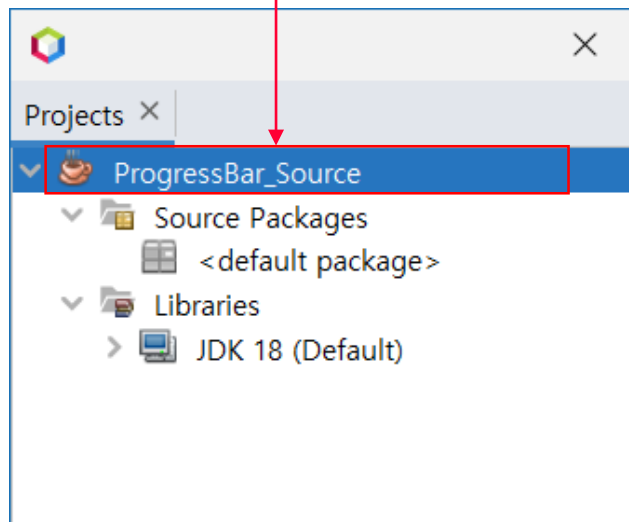 Projects
ProgressBar_Source
Source Packages
<default package>
Libraries
JDK 18 (Default)